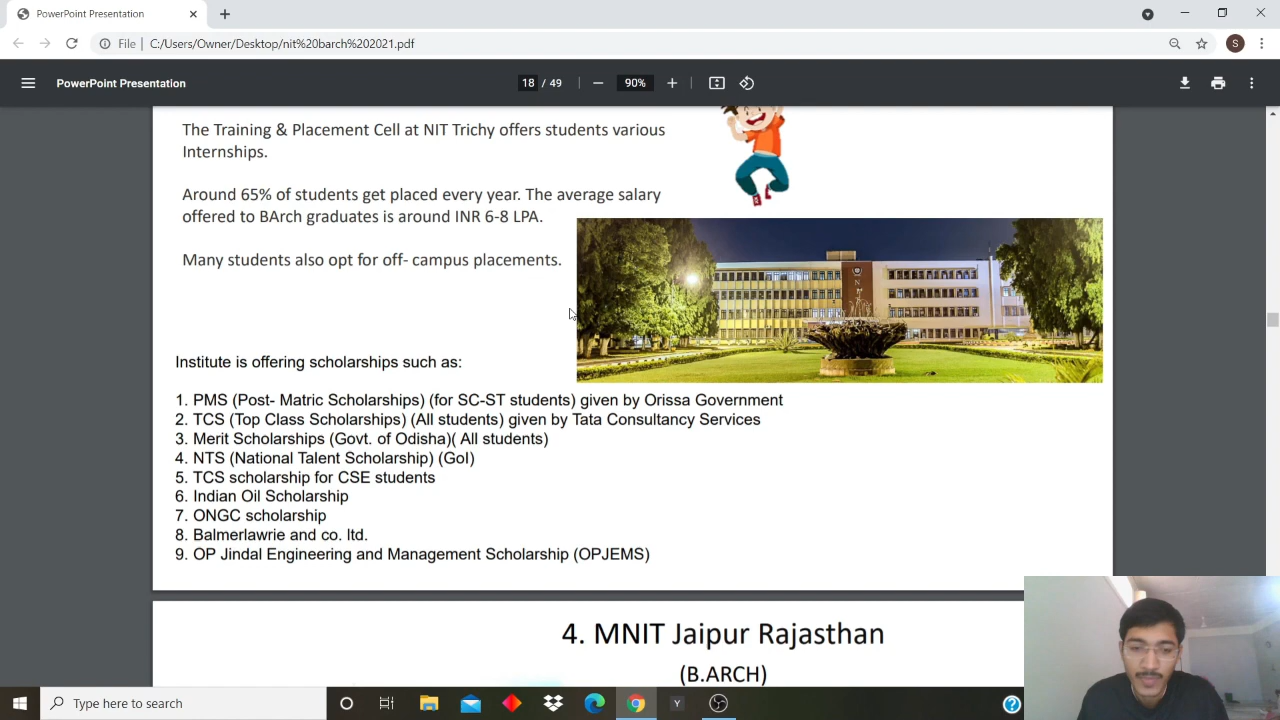 PowerPoint Presentation
File | C:/Users/Owner/Desktop/nit%20barch%202021.pdf
S
PowerPoint Presentation
18 / 49
90%
The Training & Placement Cell at NIT Trichy offers students various
Internships.
Around 65% of students get placed every year. The average salary
offered to BArch graduates is around INR 6-8 LPA.
Many students also opt for off- campus placements.
Institute is offering scholarships such as:
1. PMS (Post- Matric Scholarships) (for SC-ST students) given by Orissa Government
2. TCS (Top Class Scholarships) (All students) given by Tata Consultancy Services
3. Merit Scholarships (Govt. of Odisha)( All students)
4. NTS (National Talent Scholarship) (GoI)
5. TCS scholarship for CSE students
6. Indian Oil Scholarship
7. ONGC scholarship
8. Balmerlawrie and co. ltd.
9. OP Jindal Engineering and Management Scholarship (OPJEMS)
4. MNIT Jaipur Rajasthan
(B.ARCH)
Type here to search
Y